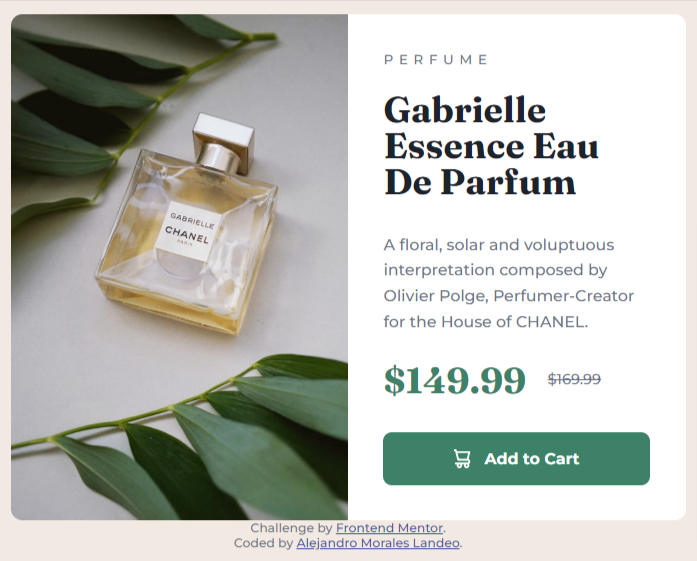 GABRIELLE
CHANEL
PARIS
PERFUME
Gabrielle
Essence Eau
De Parfum
A floral, solar and voluptuous
interpretation composed by
Olivier Polge, Perfumer-Creator
for the House of CHANEL.
$149.99 $169.99
Add to Cart
Challenge by Frontend Mentor.
Coded by Alejandro Morales Landeo.